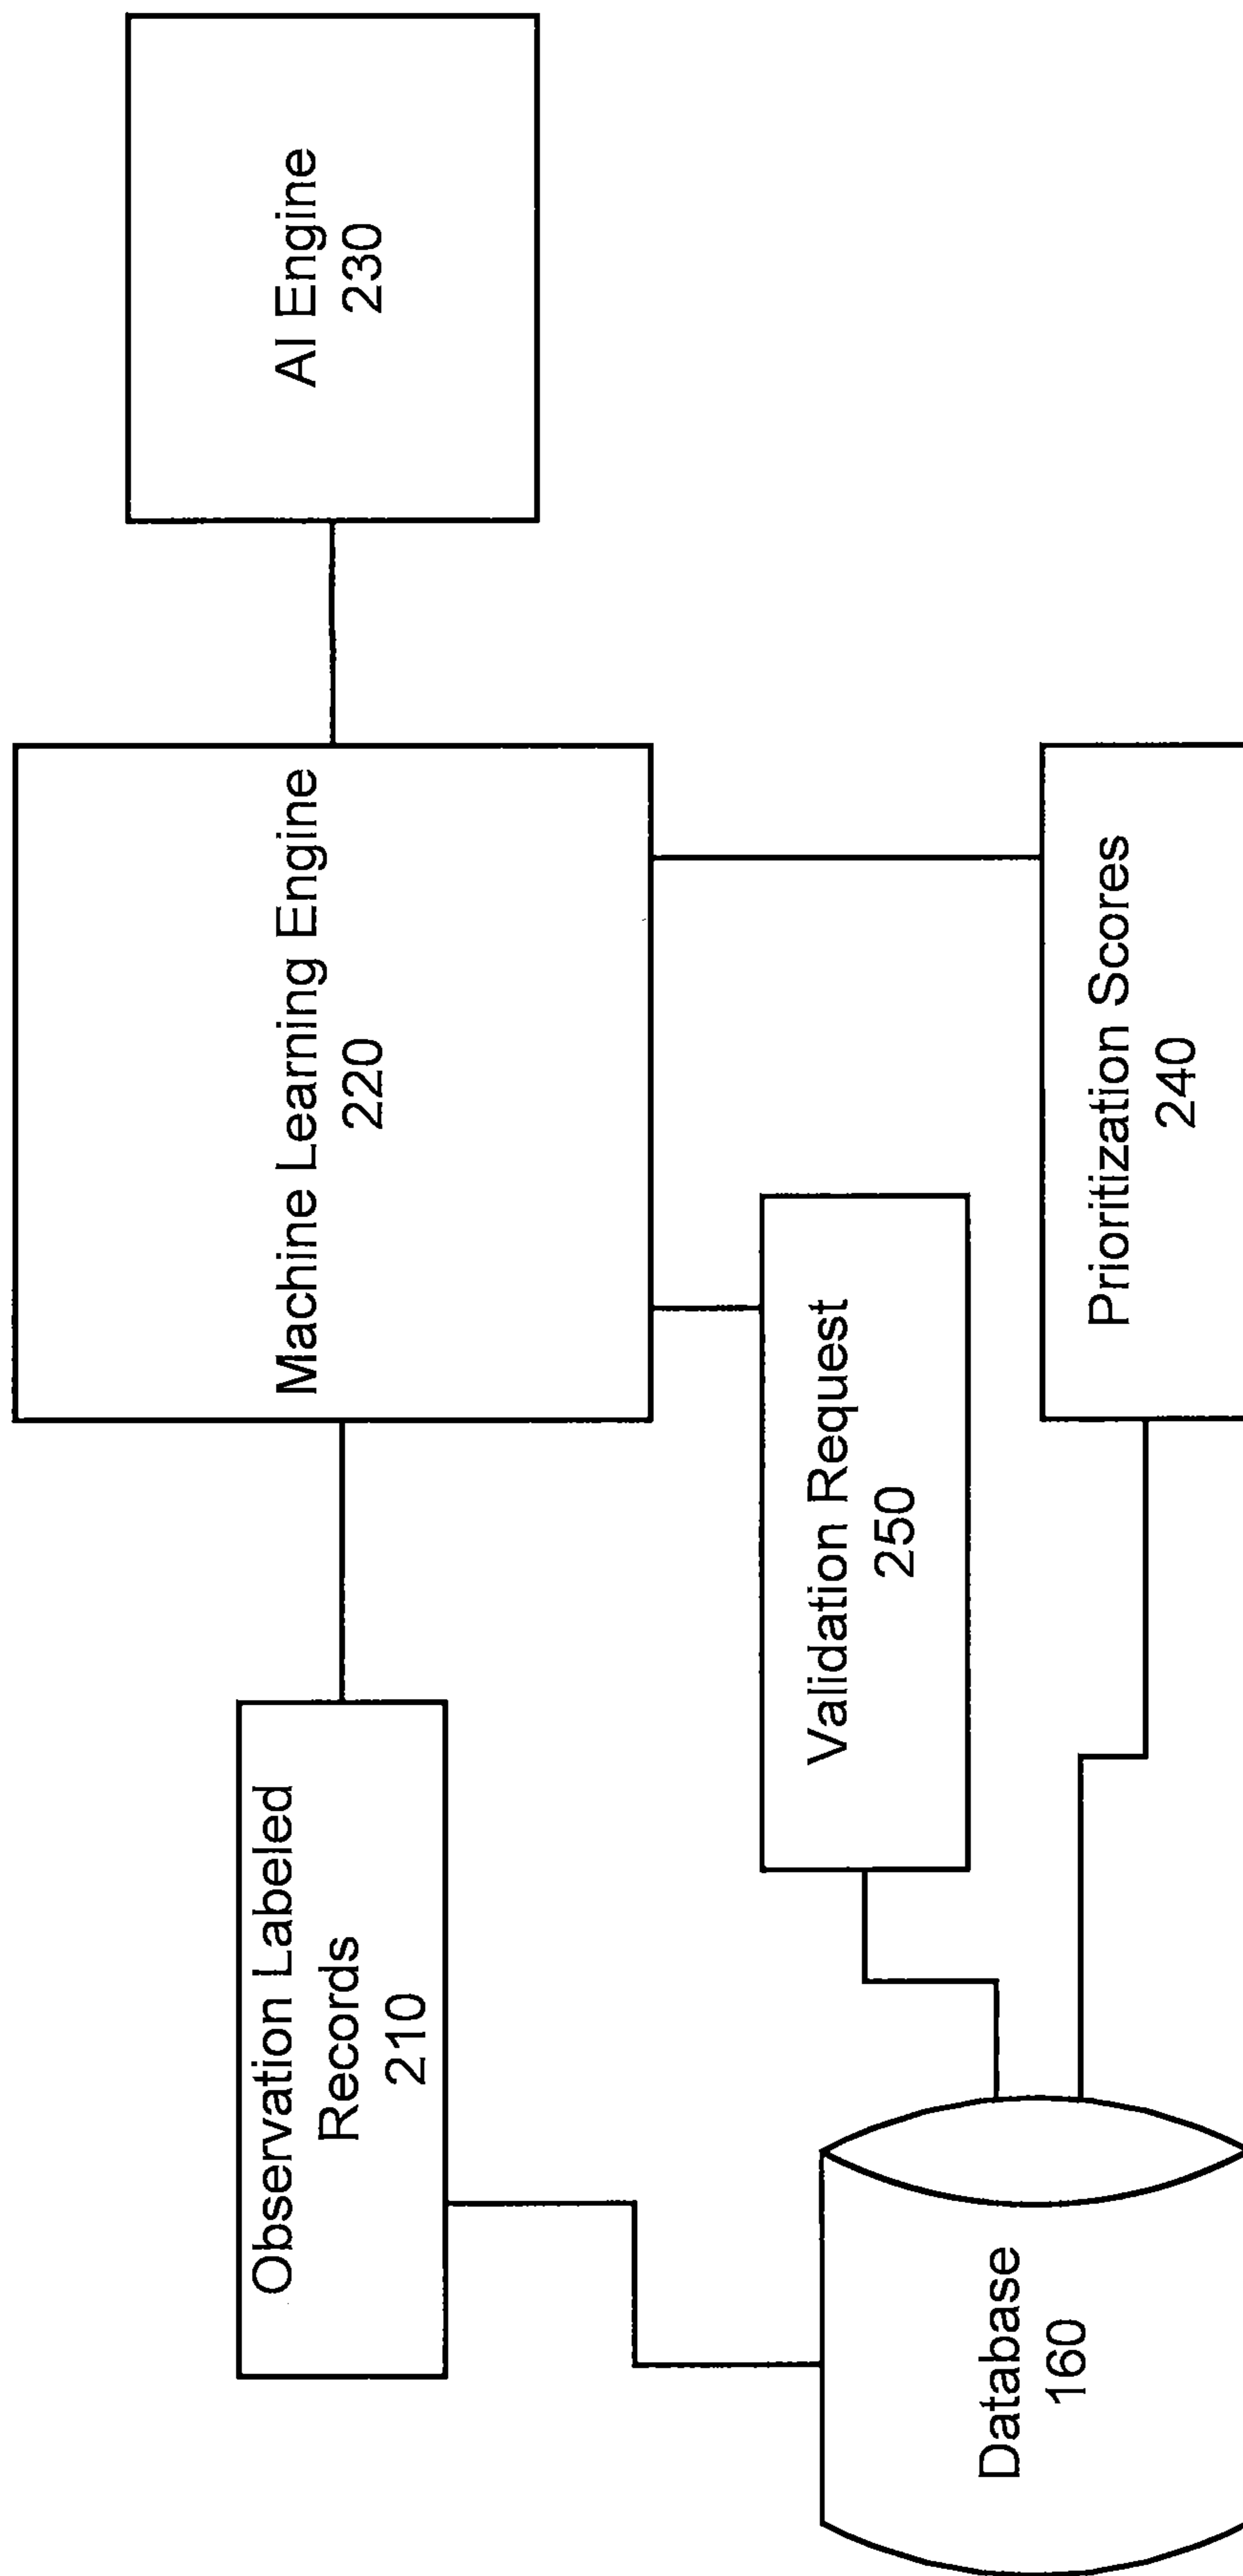 Observation Labeled
Records
210
Machine Learning Engine
220
AI Engine
230
Validation Request
250
Database
160
Prioritization Scores
240